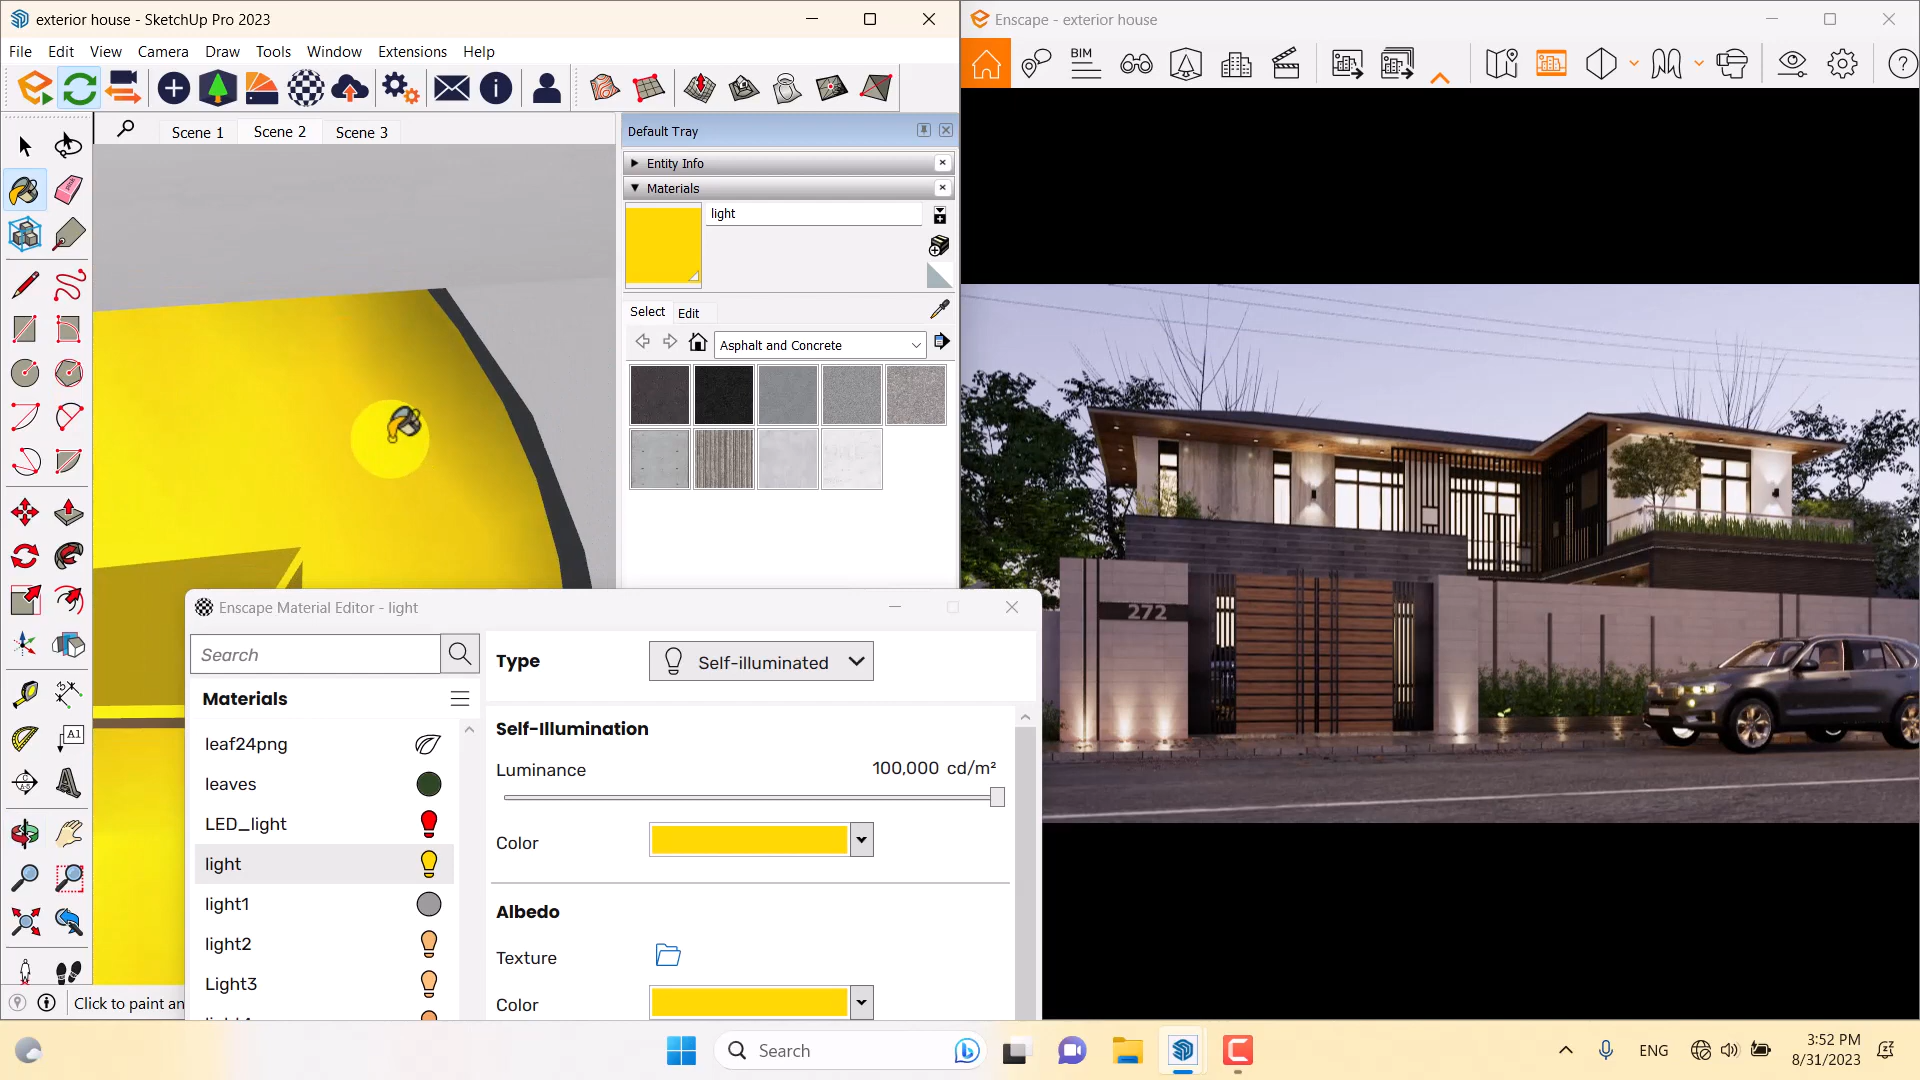 exterior house - SketchUp Pro 2023
File Edit View Camera Draw Tools Window Extensions Help
Scene 1 Scene 2 Scene 3
Default Tray
Entity Info
Materials
light
Select Edit
Asphalt and Concrete
Enscape Material Editor - light
Search
Type
Self-illuminated
Materials
Self-Illumination
Luminance
100,000 cd/m²
Color
Albedo
Texture
Color
leaf24png
leaves
LED_light
light
light1
light2
Light3
Click to paint an
Enscape - exterior house
BIM
272
Search
ENG
3:52 PM
8/31/2023